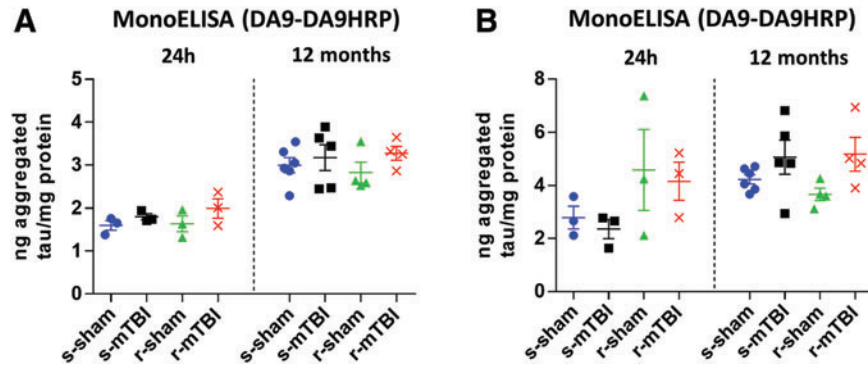 A
MonoELISA (DA9-DA9HRP)
24h
12 months
ng aggregated
tau/mg protein
5
4
3
2
1
0
s-sham
s-mTBI
r-sham
r-mTBI
s-sham
s-mTBI
r-sham
r-mTBI
B
MonoELISA (DA9-DA9HRP)
24h
12 months
ng aggregated
tau/mg protein
8
6
4
2
0
s-sham
s-mTBI
r-sham
r-mTBI
s-sham
s-mTBI
r-sham
r-mTBI